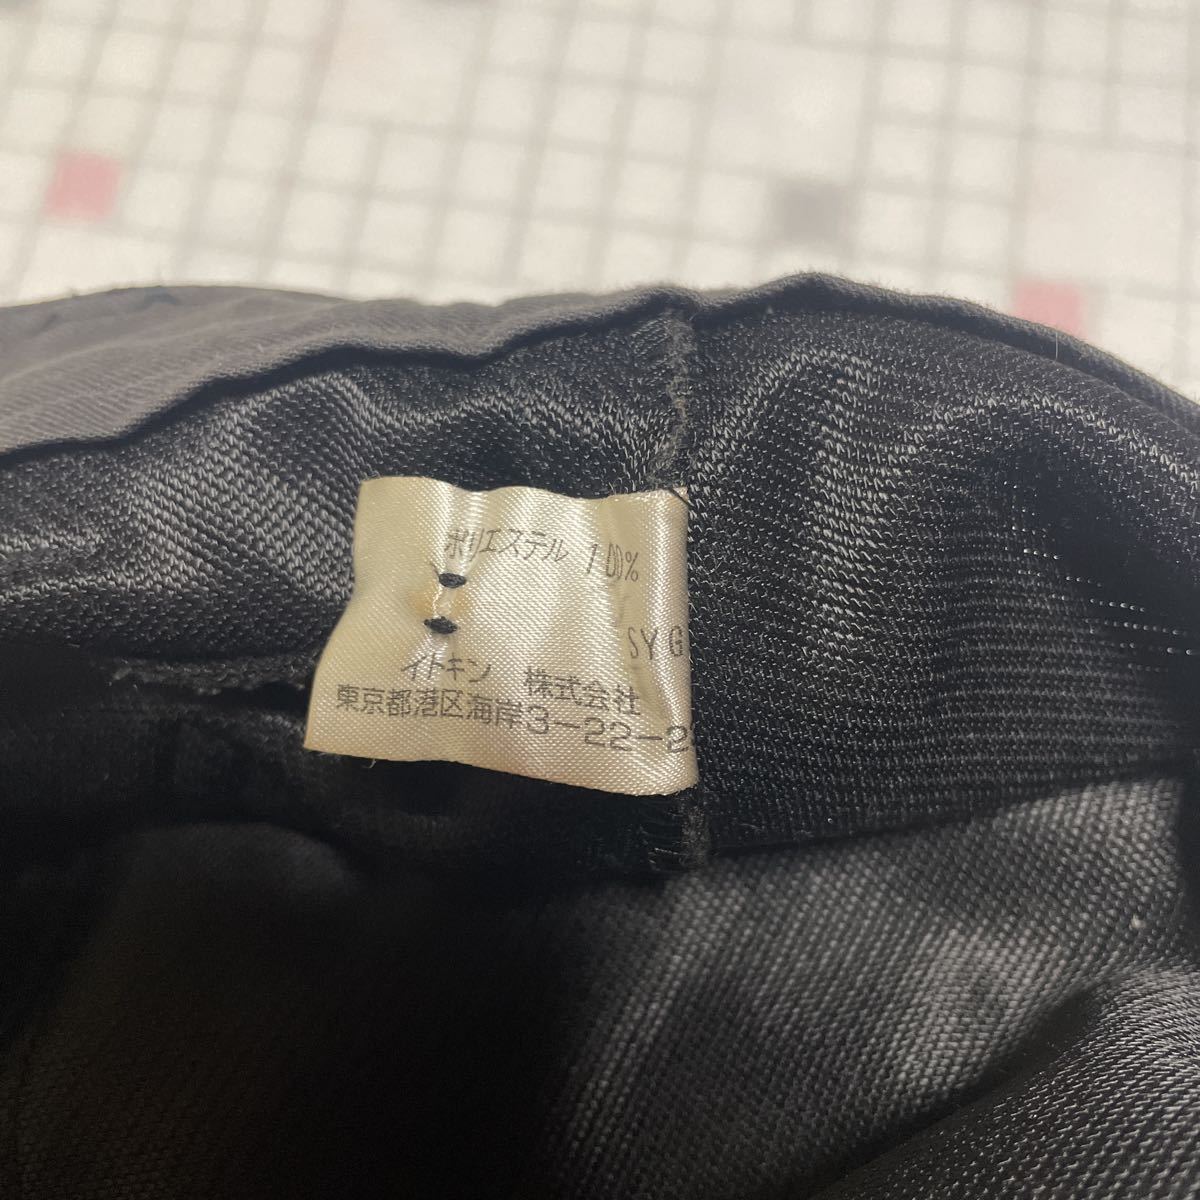 ポリエステル 100%
SYG
イトキン 株式会社
東京都港区海岸3-22-2